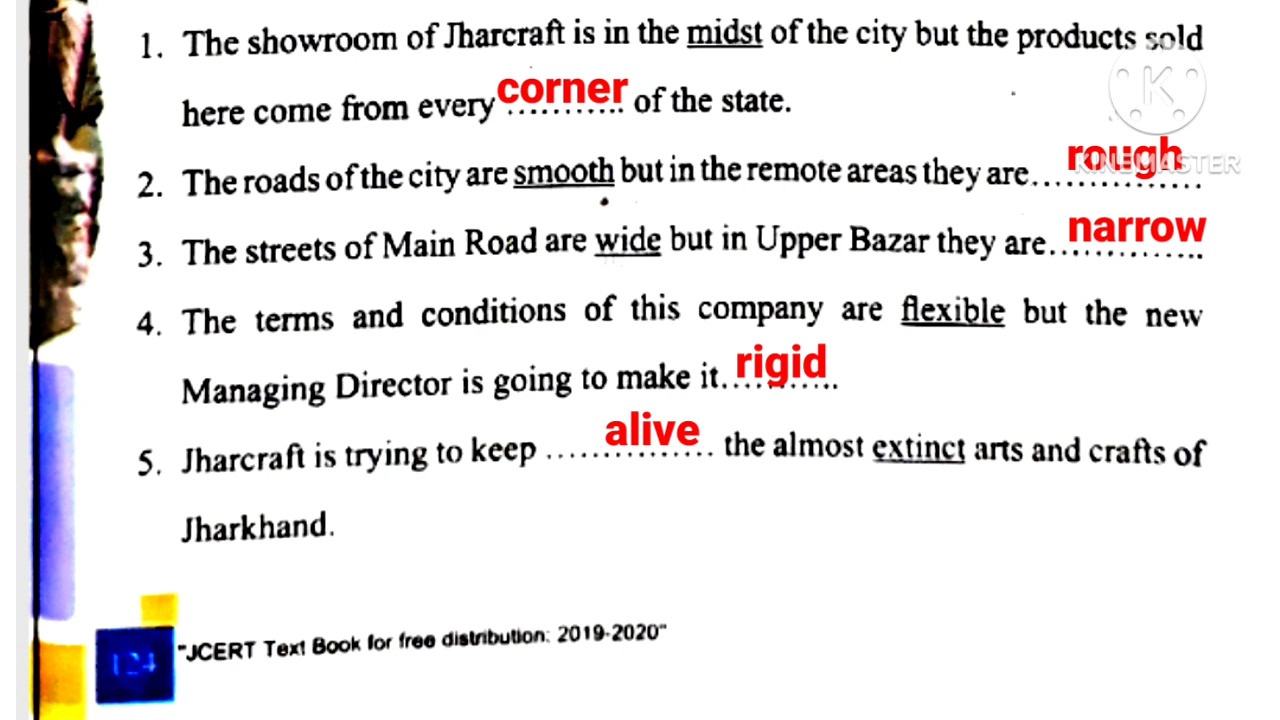 1. The showroom of Jharcraft is in the midst of the city but the products sold
here come from every corner of the state.
K
KINEMASTER
2. The roads of the city are smooth but in the remote areas they are...............rough
3. The streets of Main Road are wide but in Upper Bazar they are..............narrow
4. The terms and conditions of this company are flexible but the new
Managing Director is going to make it..........rigid
5. Jharcraft is trying to keep ................alive the almost extinct arts and crafts of
Jharkhand.
124 "JCERT Text Book for free distribution: 2019-2020"